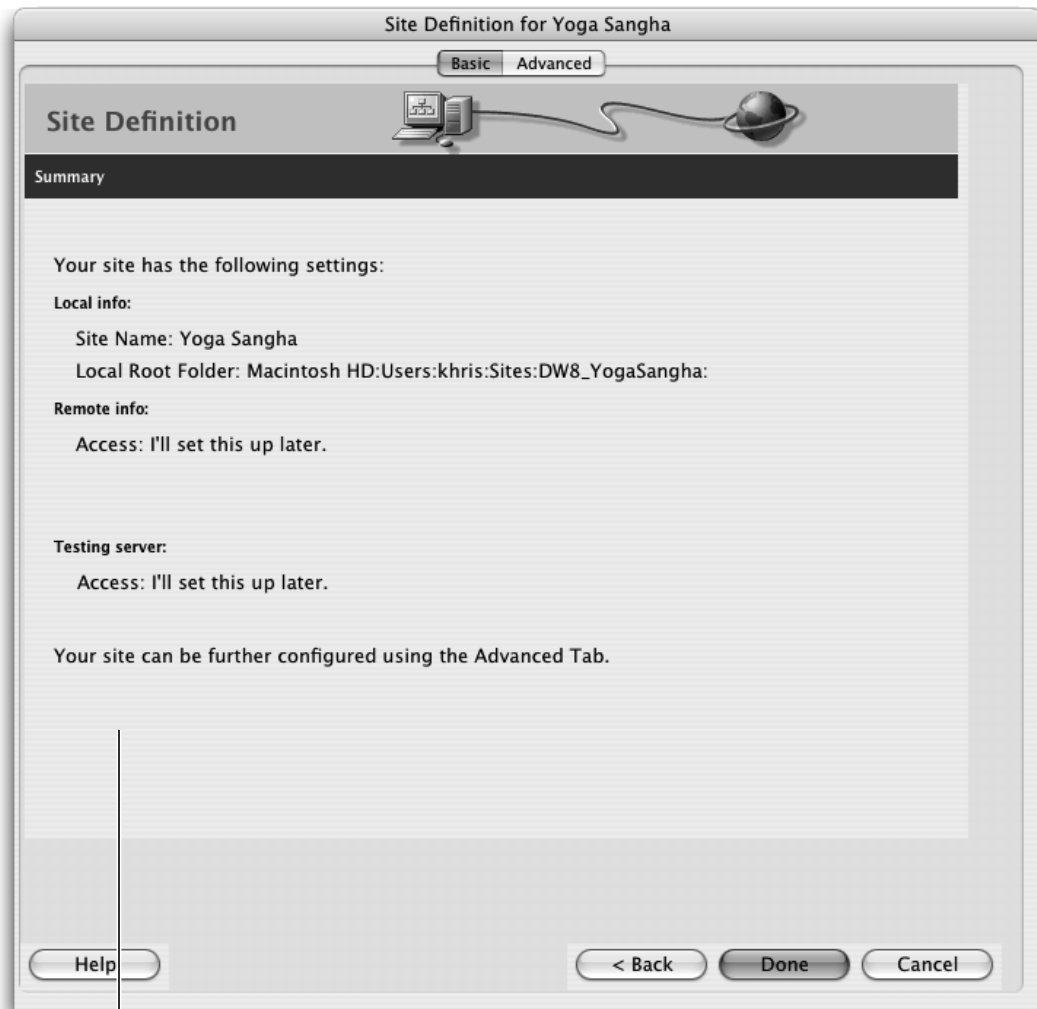 Site Definition for Yoga Sangha
Basic Advanced
Site Definition
Summary
Your site has the following settings:
Local info:
Site Name: Yoga Sangha
Local Root Folder: Macintosh HD:Users:khris:Sites:DW8_YogaSangha:
Remote info:
Access: I'll set this up later.
Testing server:
Access: I'll set this up later.
Your site can be further configured using the Advanced Tab.
Help < Back Done Cancel